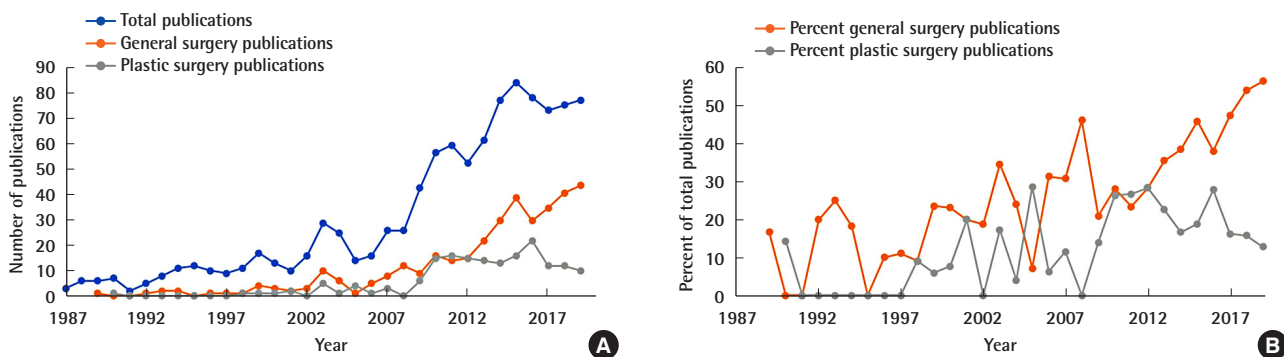 Total publications
General surgery publications
Plastic surgery publications
90
80
70
60
50
40
30
20
10
0
Number of publications
1987 1992 1997 2002 2007 2012 2017
Year
A
Percent general surgery publications
Percent plastic surgery publications
60
50
40
30
20
10
0
Percent of total publications
1987 1992 1997 2002 2007 2012 2017
Year
B